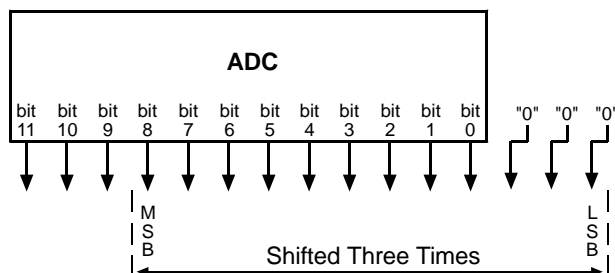 ADC
bit bit bit bit bit bit bit bit bit bit bit bit "0" "0" "0"
11 10 9 8 7 6 5 4 3 2 1 0
M L
S S
B B
Shifted Three Times